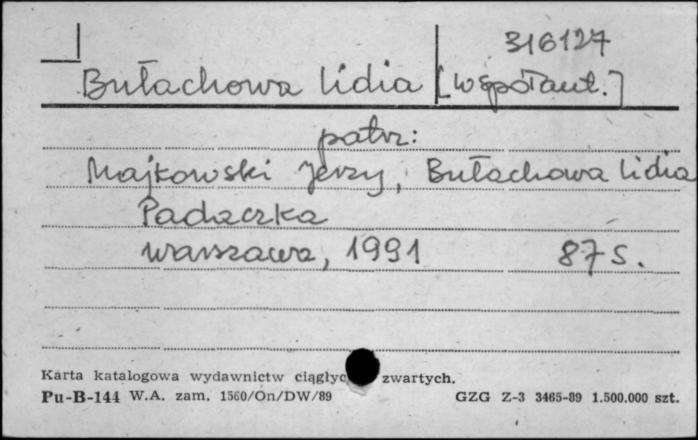 316127
Bułachowa Lidia [współaut.]
patrz:
Majkowski Jerzy, Bułachowa Lidia
Padaczka
Warszawa, 1991 87 s.
Karta katalogowa wydawnictw ciągłyc zwartych.
Pu-B-144 W.A. zam. 1560/On/DW/89 GZG Z-3 3465-89 1.500.000 szt.